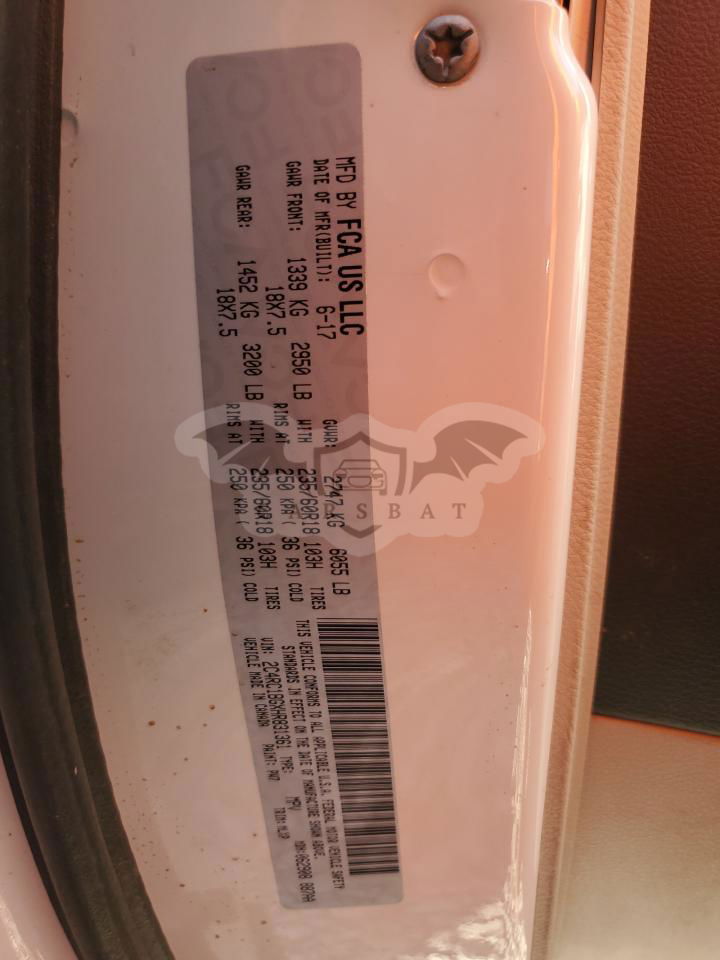 MFD BY FCA US LLC
DATE OF MFR(BUILT): 6-17 GVWR: 2747 KG 6055 LB
GAWR FRONT: 1339 KG 2950 LB WITH 235/60R18 103H TIRES
18X7.5 RIMS AT 250 KPA( 36 PSI) COLD
GAWR REAR: 1452 KG 3200 LB WITH 235/60R18 103H TIRES
18X7.5 RIMS AT 250 KPA( 36 PSI) COLD
THIS VEHICLE CONFORMS TO ALL APPLICABLE U.S.A. FEDERAL MOTOR VEHICLE SAFETY
STANDARDS IN EFFECT ON THE DATE OF MANUFACTURE SHOWN ABOVE.
VIN: 2C4RC1BGXHR831361 TYPE: MPV
VEHICLE MADE IN CANADA PAINT: PW7 TRIM:
ARSBAT